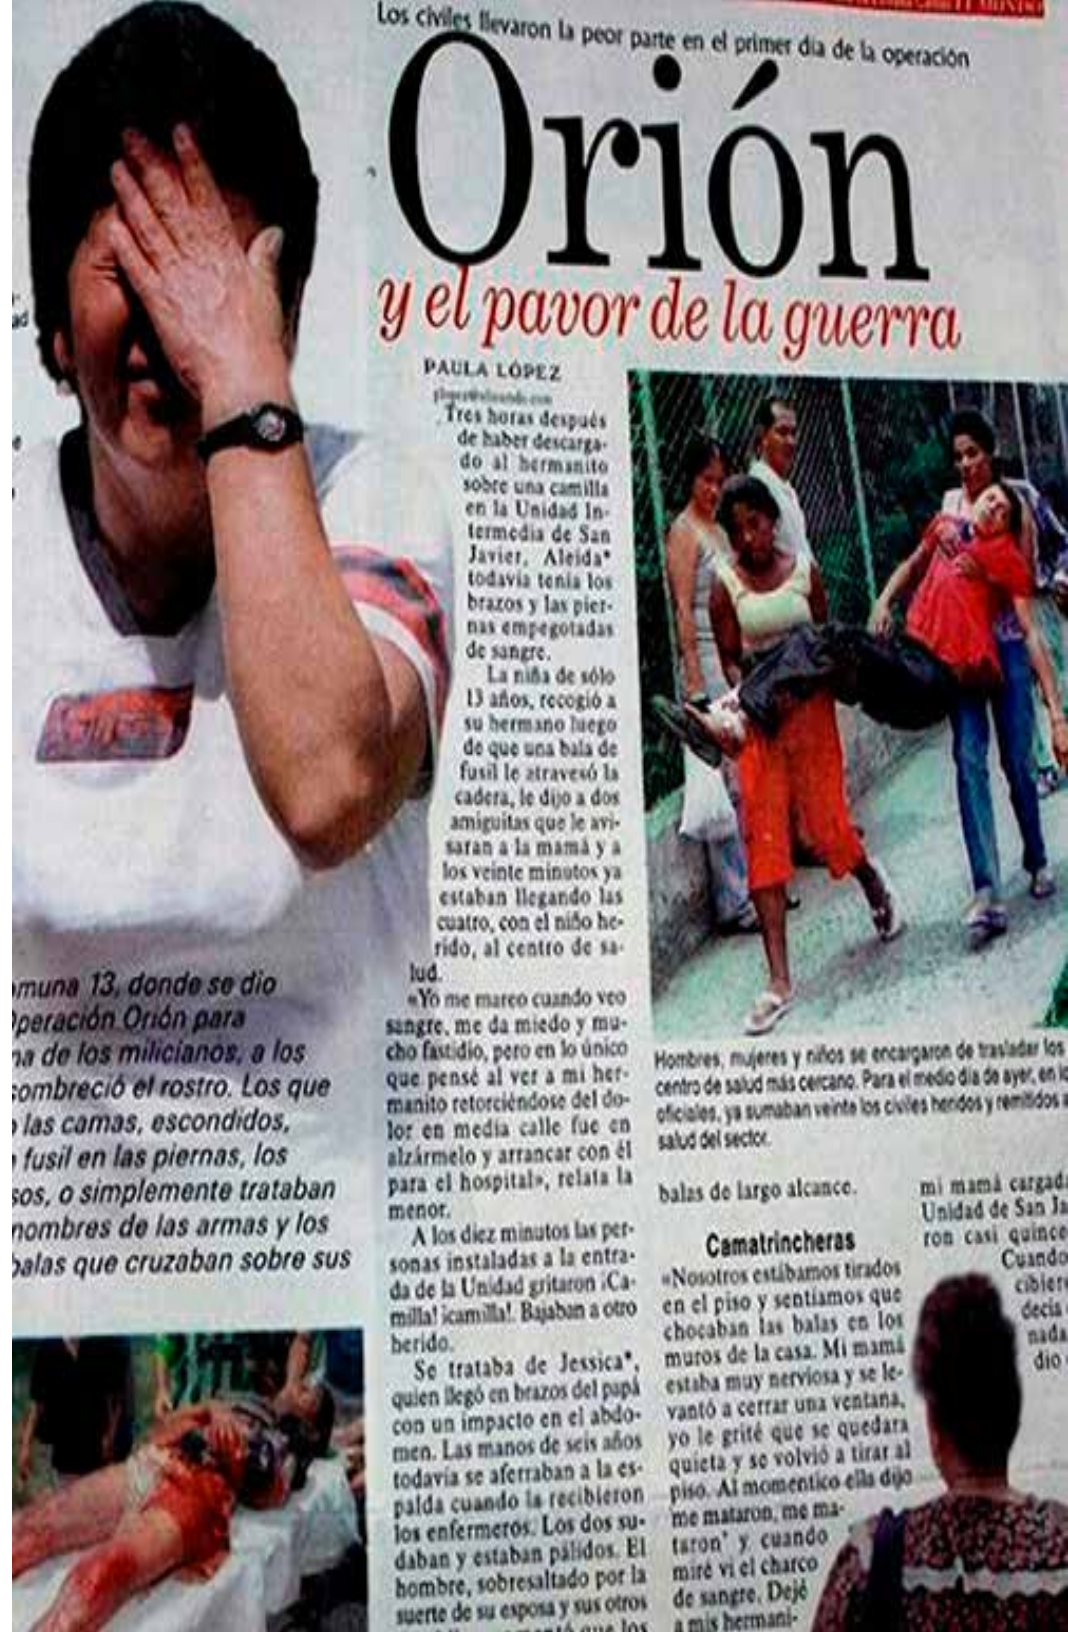 Los civiles llevaron la peor parte en el primer día de la operación
Orión
y el pavor de la guerra
PAULA LÓPEZ
Tres horas después
de haber descarga-
do al hermanito
sobre una camilla
en la Unidad In-
termedia de San
Javier, Aleida*
todavía tenía los
brazos y las pier-
nas empegotadas
de sangre.
La niña de sólo
13 años, recogió a
su hermano luego
de que una bala de
fusil le atravesó la
cadera, le dijo a dos
amiguitas que le avi-
saran a la mamá y a
los veinte minutos ya
estaban llegando las
cuatro, con el niño he-
rido, al centro de sa-
lud.
«Yo me mareo cuando veo
sangre, me da miedo y mu-
cho fastidio, pero en lo único
que pensé al ver a mi her-
manito retorciéndose del do-
lor en media calle fue en
alzármelo y arrancar con él
para el hospital», relata la
menor.
A los diez minutos las per-
sonas instaladas a la entra-
da de la Unidad gritaron ¡Ca-
milla! ¡camilla!. Bajaban a otro
herido.
Se trataba de Jessica*,
quien llegó en brazos del papá
con un impacto en el abdo-
men. Las manos de seis años
todavía se aferraban a la es-
palda cuando la recibieron
los enfermeros. Los dos su-
daban y estaban pálidos. El
hombre, sobresaltado por la
suerte de su esposa y sus otros
que los
omuna 13, donde se dio
Operación Orión para
na de los milicianos, a los
sombreció el rostro. Los que
las camas, escondidos,
fusil en las piernas, los
sos, o simplemente trataban
nombres de las armas y los
balas que cruzaban sobre sus
Hombres, mujeres y niños se encargaron de trasladar los
centro de salud más cercano. Para el medio día de ayer, en lo
oficiales, ya sumaban veinte los civiles heridos y remitidos a
salud del sector.
balas de largo alcance.
Camatrincheras
«Nosotros estábamos tirados
en el piso y sentíamos que
chocaban las balas en los
muros de la casa. Mi mamá
estaba muy nerviosa y se le-
vantó a cerrar una ventana,
yo le grité que se quedara
quieta y se volvió a tirar al
piso. Al momentico ella dijo
'me mataron, me ma-
taron' y cuando
miré vi el charco
de sangre. Dejé
a mis hermani-
mi mamá cargada
Unidad de San Ja
ron casi quince
Cuando
cibiero
decía
nada
dio